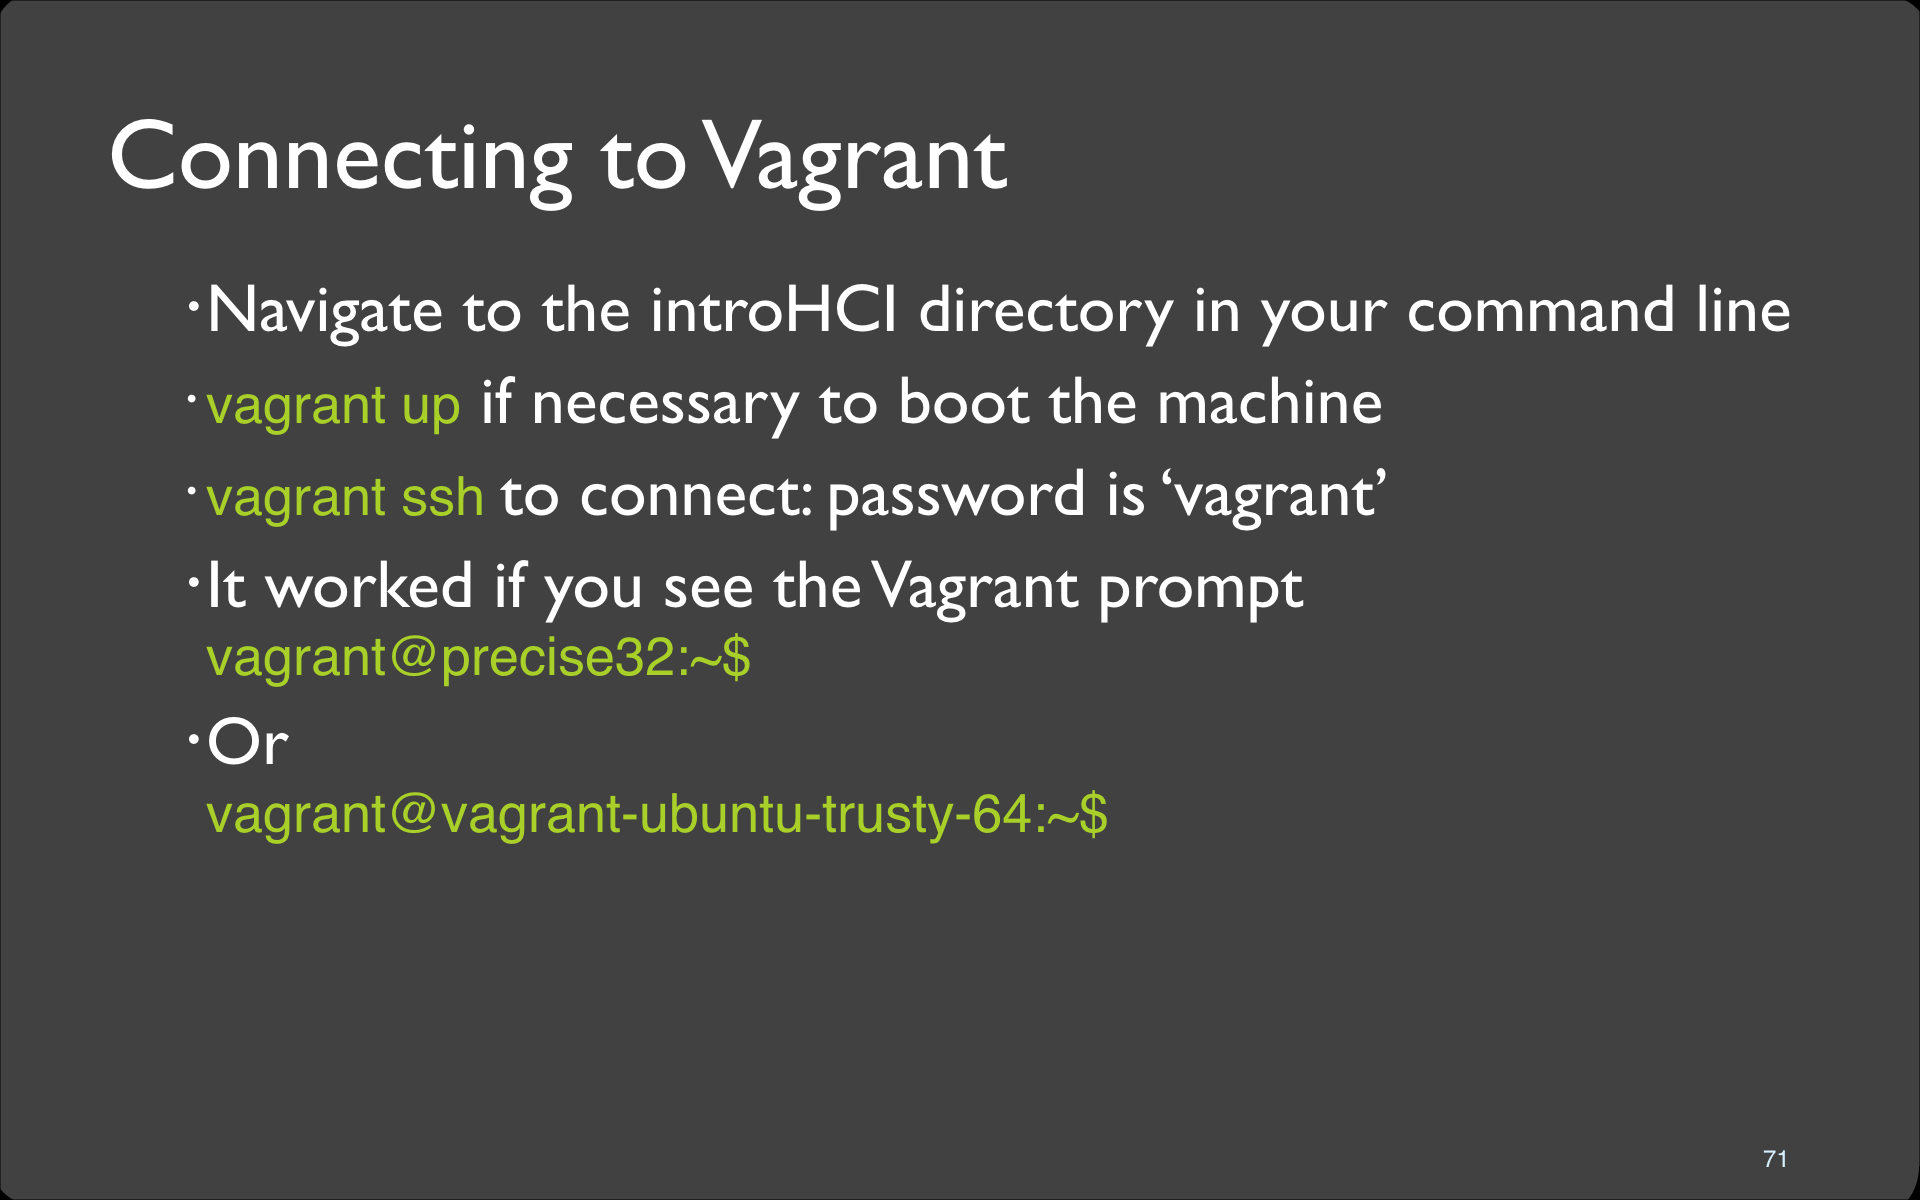 Connecting to Vagrant
•Navigate to the introHCI directory in your command line
•vagrant up if necessary to boot the machine
•vagrant ssh to connect: password is ‘vagrant’
•It worked if you see the Vagrant prompt
vagrant@precise32:~$
•Or
vagrant@vagrant-ubuntu-trusty-64:~$
71